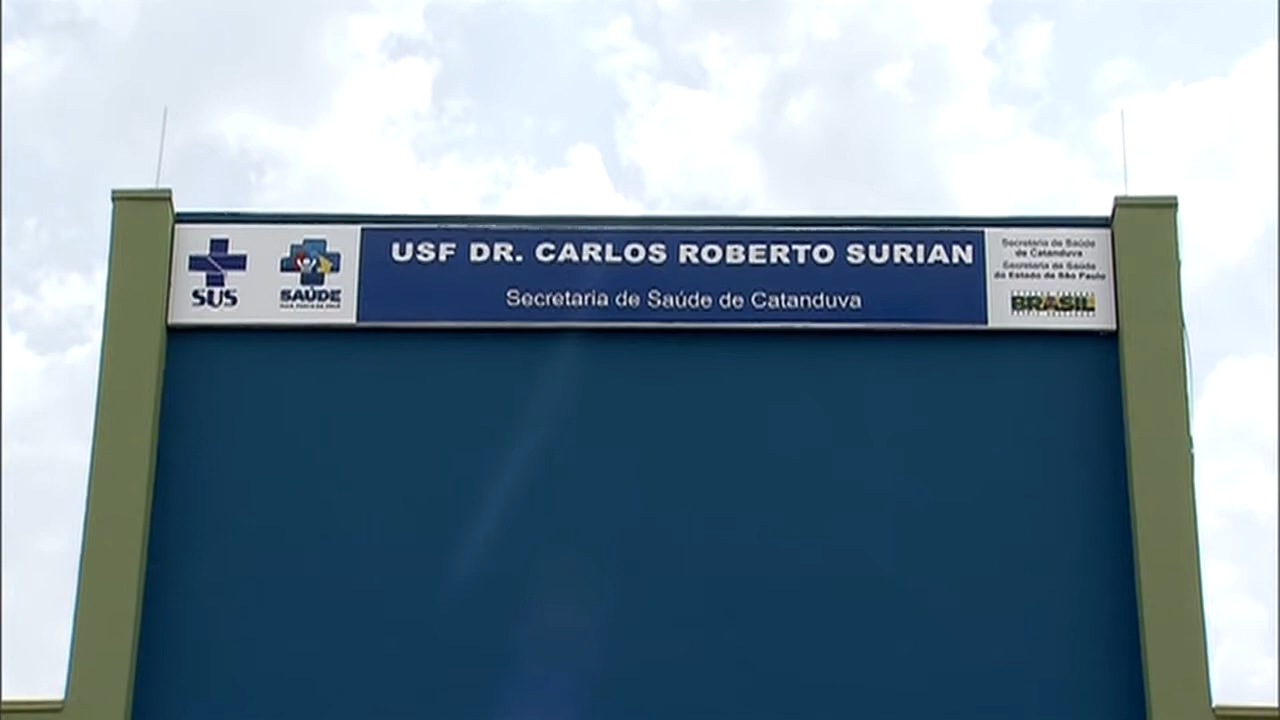 SUS
SAÚDE
USF DR. CARLOS ROBERTO SURIAN
Secretaria de Saúde de Catanduva
Secretaria de Saúde
de Catanduva
Secretaria de Saúde
do Estado de São Paulo
BRASIL